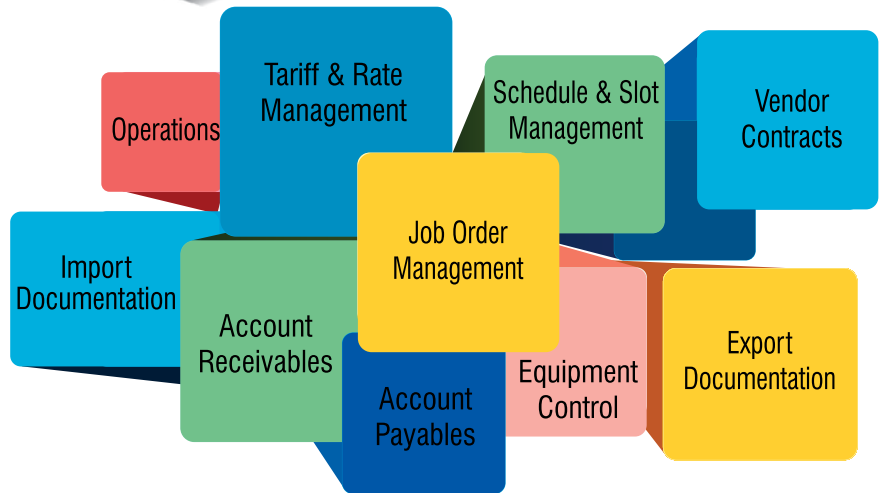 Tariff & Rate
Management
Operations
Schedule & Slot
Management
Vendor
Contracts
Job Order
Management
Import
Documentation
Account
Receivables
Account
Payables
Equipment
Control
Export
Documentation